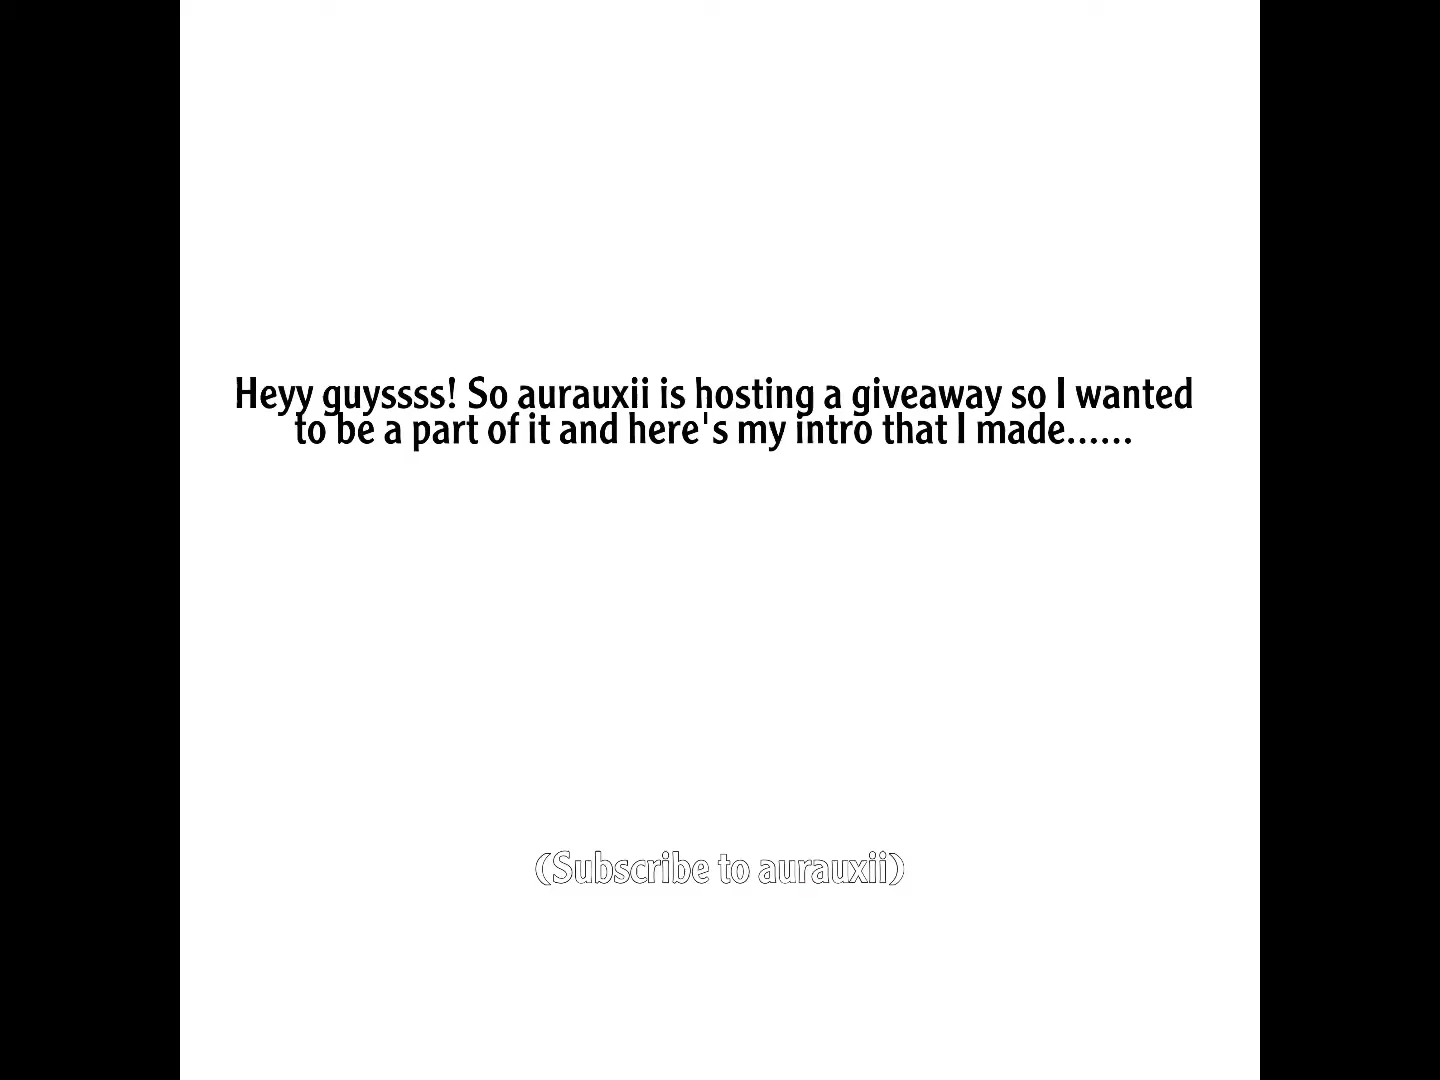 Heyy guyssss! So aurauxii is hosting a giveaway so I wanted
to be a part of it and here's my intro that I made......
(Subscribe to aurauxii)